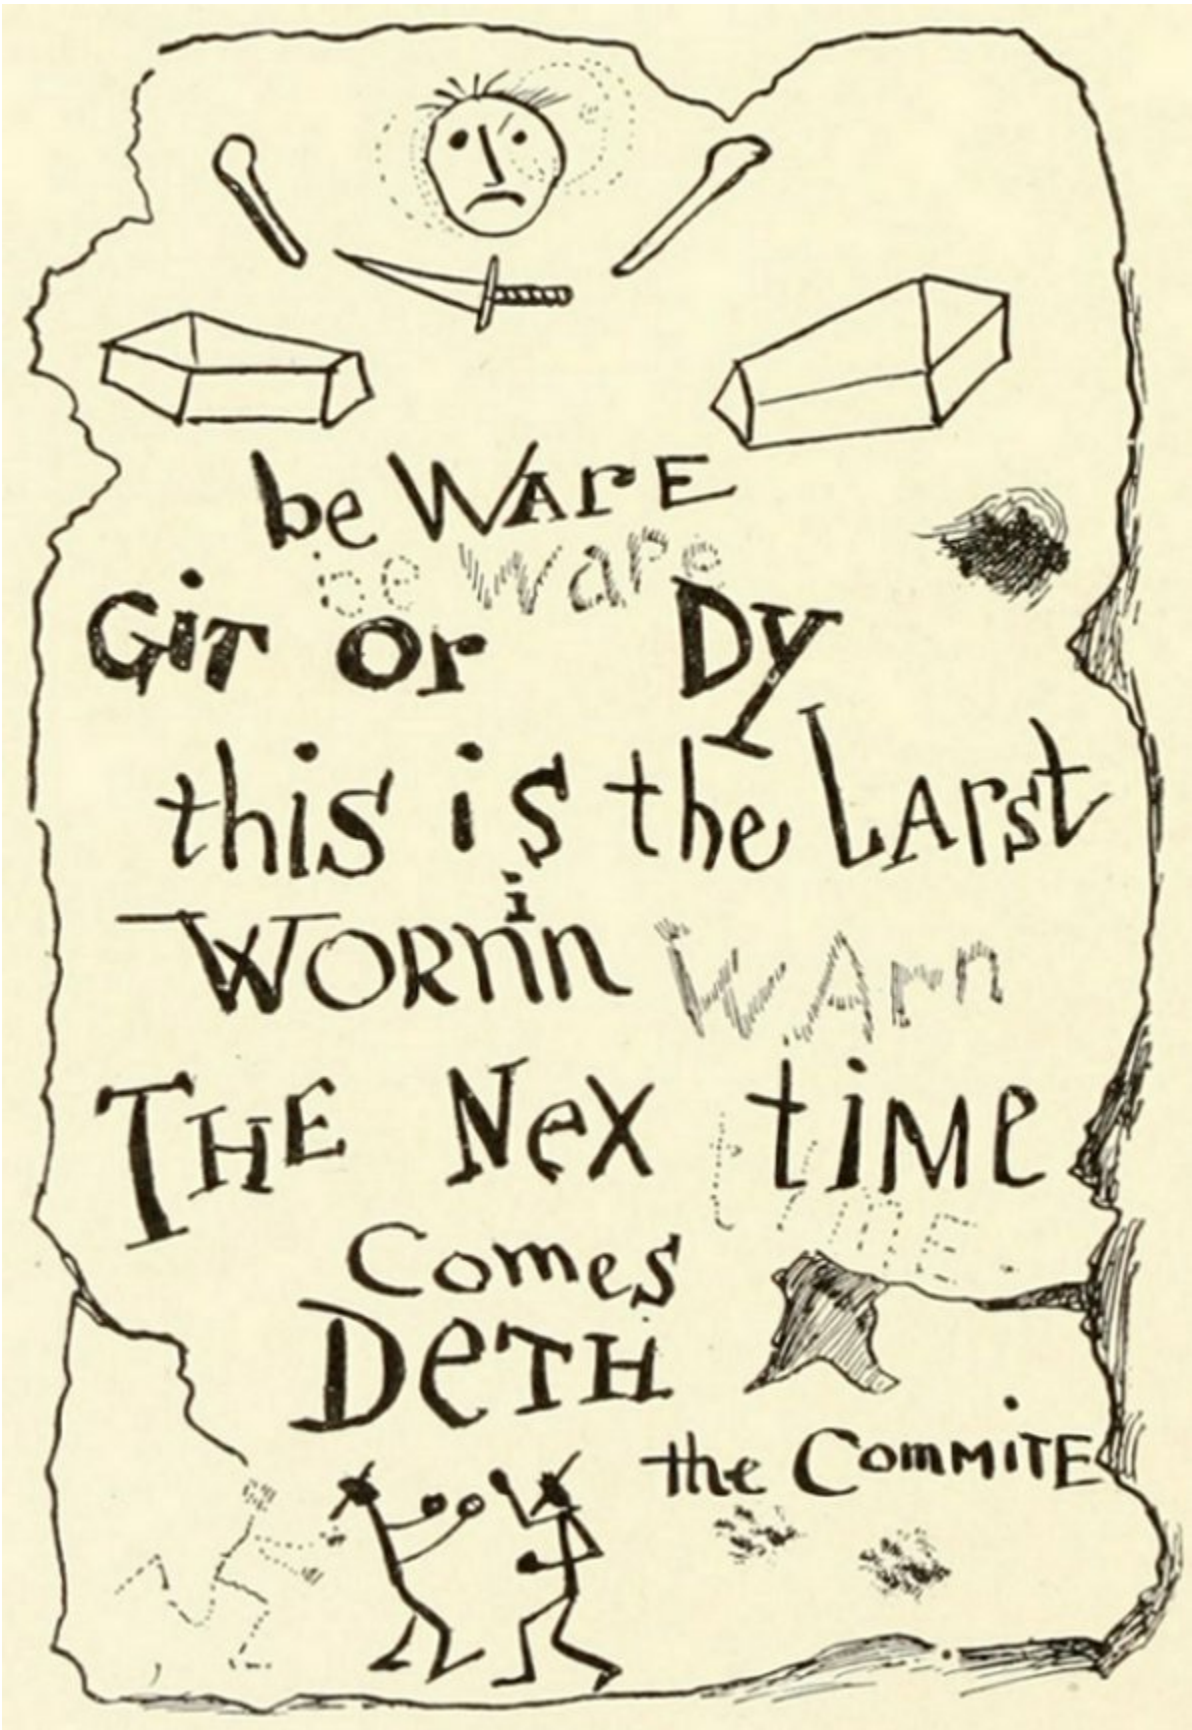 be WArE
be Ware
GiT or Dy
this is the LArst
WORnin WArn
THE NeX tiME
time
Comes
DeTH
the CommiTE